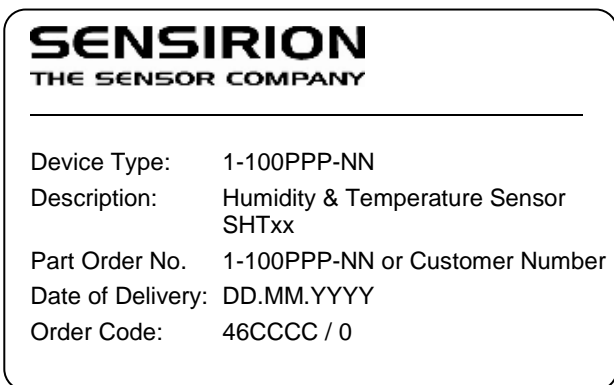 SENSIRION
THE SENSOR COMPANY
Device Type: 1-100PPP-NN
Description: Humidity & Temperature Sensor
SHTxx
Part Order No. 1-100PPP-NN or Customer Number
Date of Delivery: DD.MM.YYYY
Order Code: 46CCCC / 0